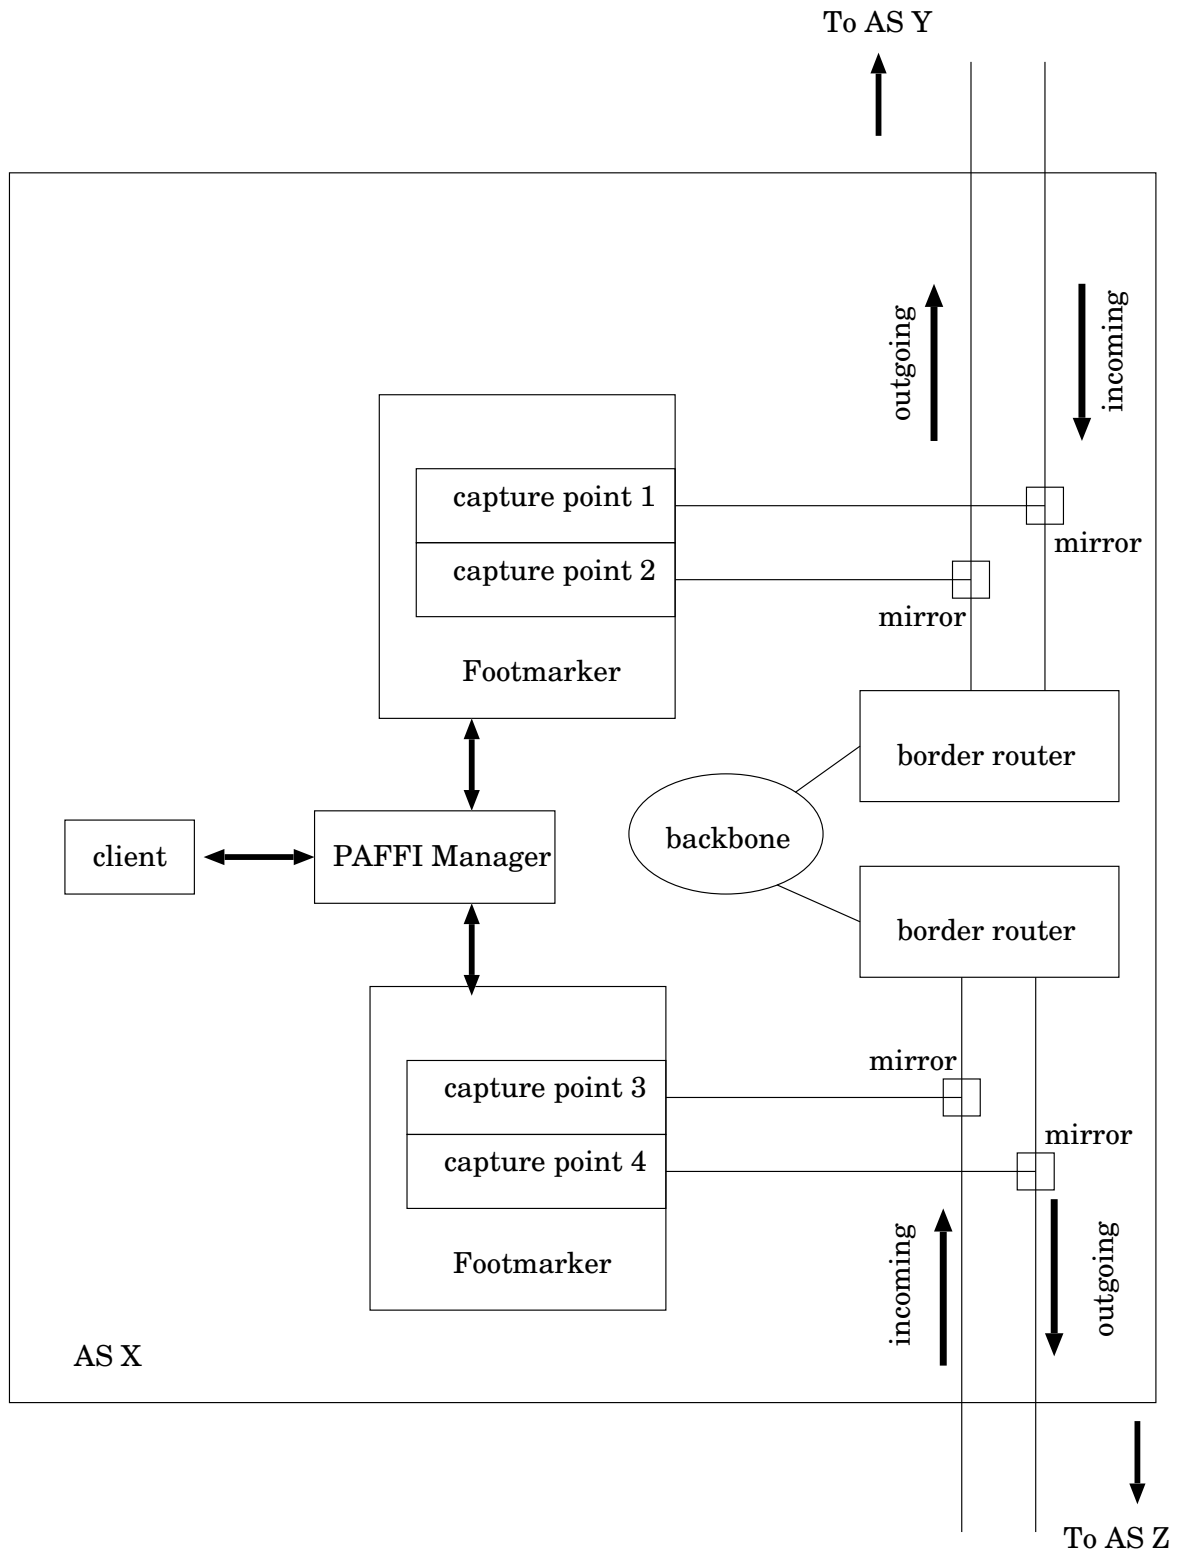 To AS Y
outgoing
incoming
capture point 1
mirror
capture point 2
mirror
Footmarker
border router
client
PAFFI Manager
backbone
border router
mirror
capture point 3
mirror
capture point 4
incoming
outgoing
Footmarker
AS X
To AS Z